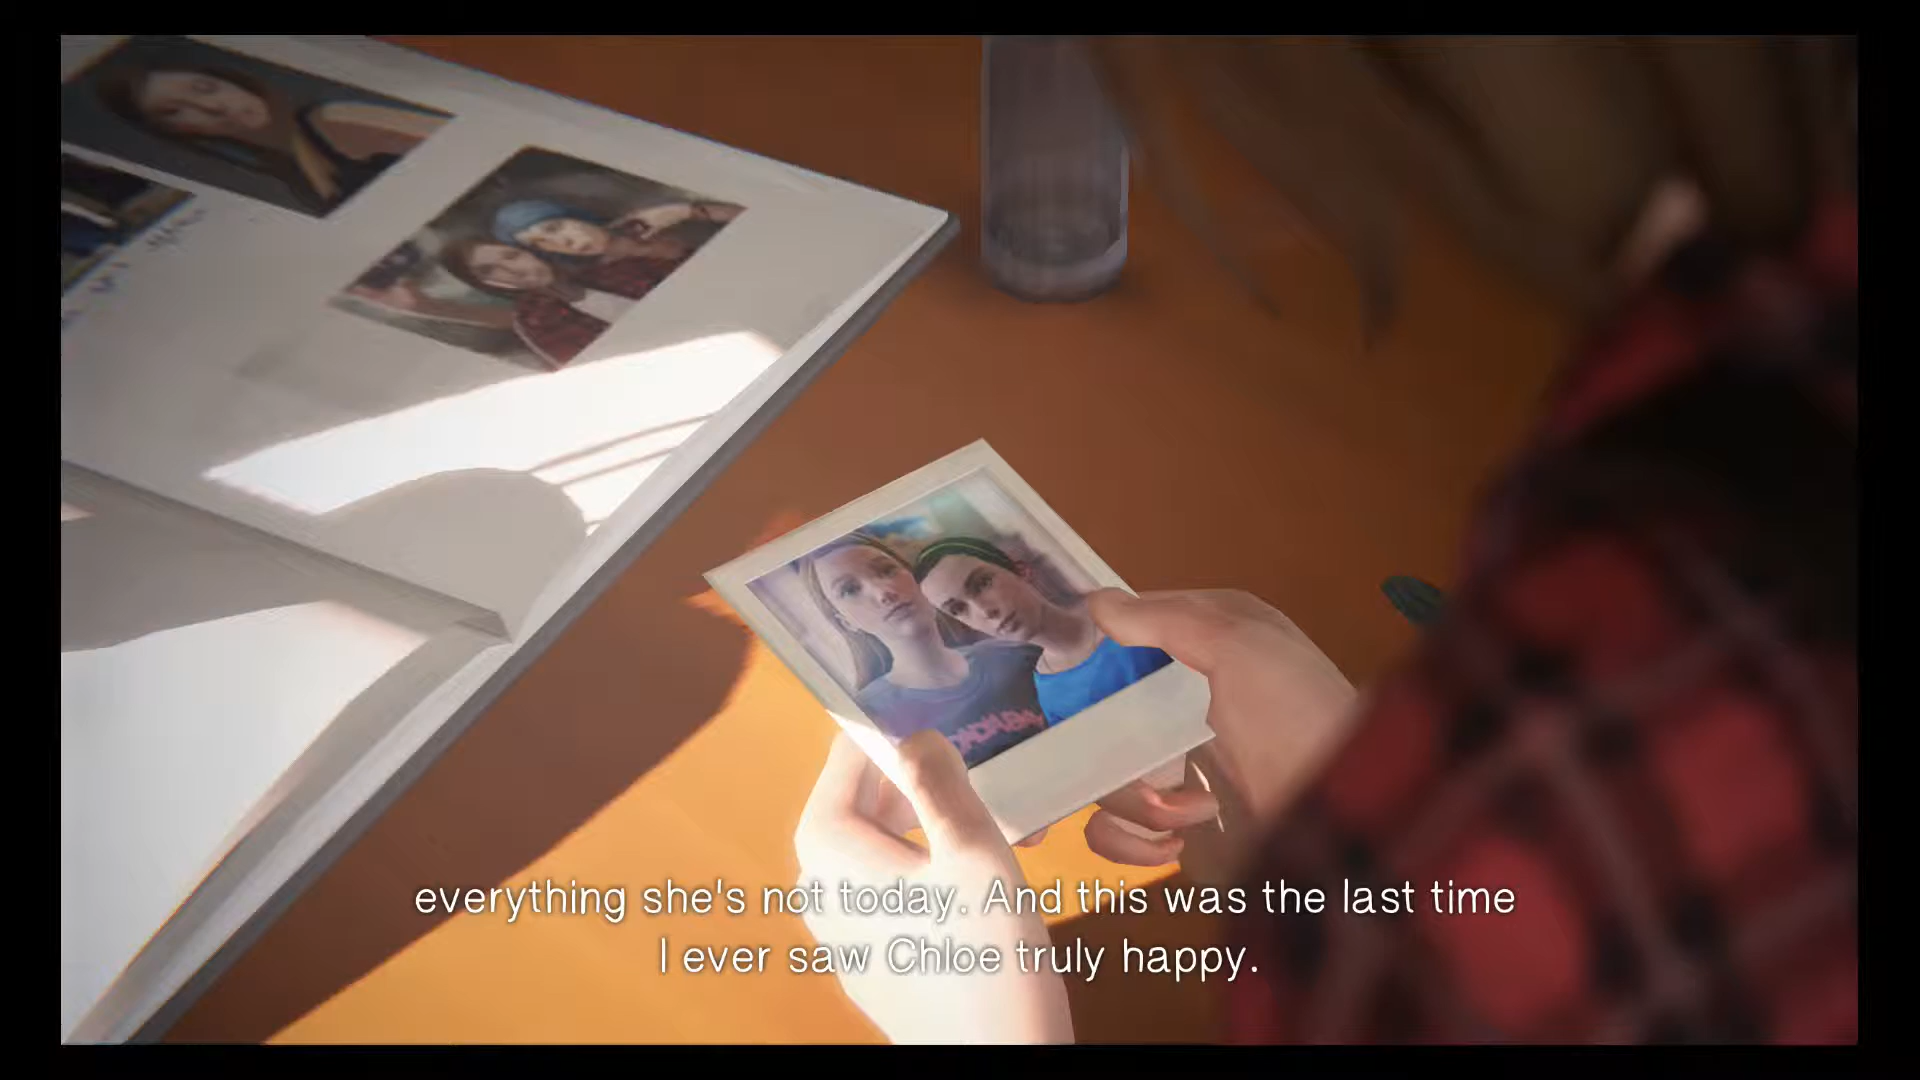 everything she's not today. And this was the last time
I ever saw Chloe truly happy.